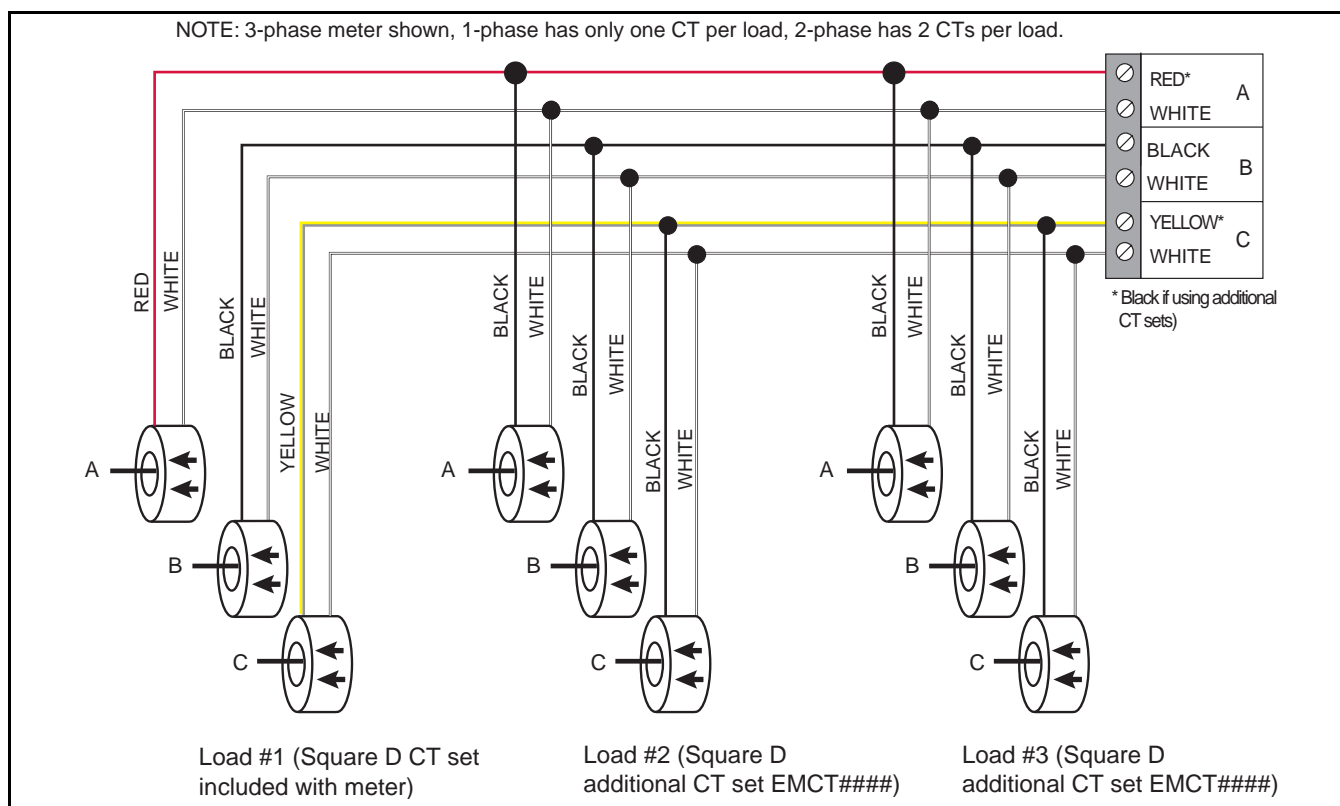 NOTE: 3-phase meter shown, 1-phase has only one CT per load, 2-phase has 2 CTs per load.
RED*
WHITE
A
BLACK
WHITE
B
YELLOW*
WHITE
C
* Black if using additional
CT sets)
RED
WHITE
BLACK
WHITE
YELLOW
WHITE
BLACK
WHITE
BLACK
WHITE
BLACK
WHITE
BLACK
WHITE
BLACK
WHITE
BLACK
WHITE
A
B
C
A
B
C
A
B
C
Load #1 (Square D CT set
included with meter)
Load #2 (Square D
additional CT set EMCT####)
Load #3 (Square D
additional CT set EMCT####)